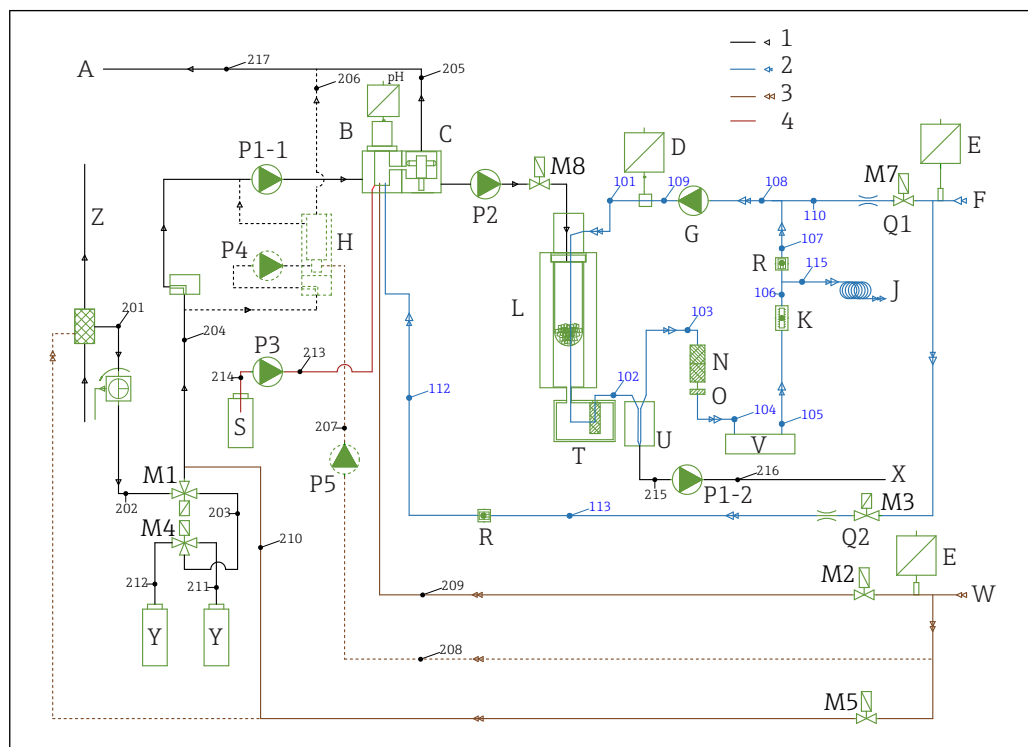 A
217
206
205
1
2
3
4
pH
B
C
D
E
P1-1
M8
M7
101
109
108
110
F
P2
G
Q1
Z
P4
H
107
R
115
J
106
L
K
201
204
P3
213
103
214
N
102
O
112
104
105
S
207
T
U
V
M1
P5
215
P1-2
216
X
202
203
M4
113
M3
R
Q2
210
E
212
211
209
M2
W
Y
Y
208
M5